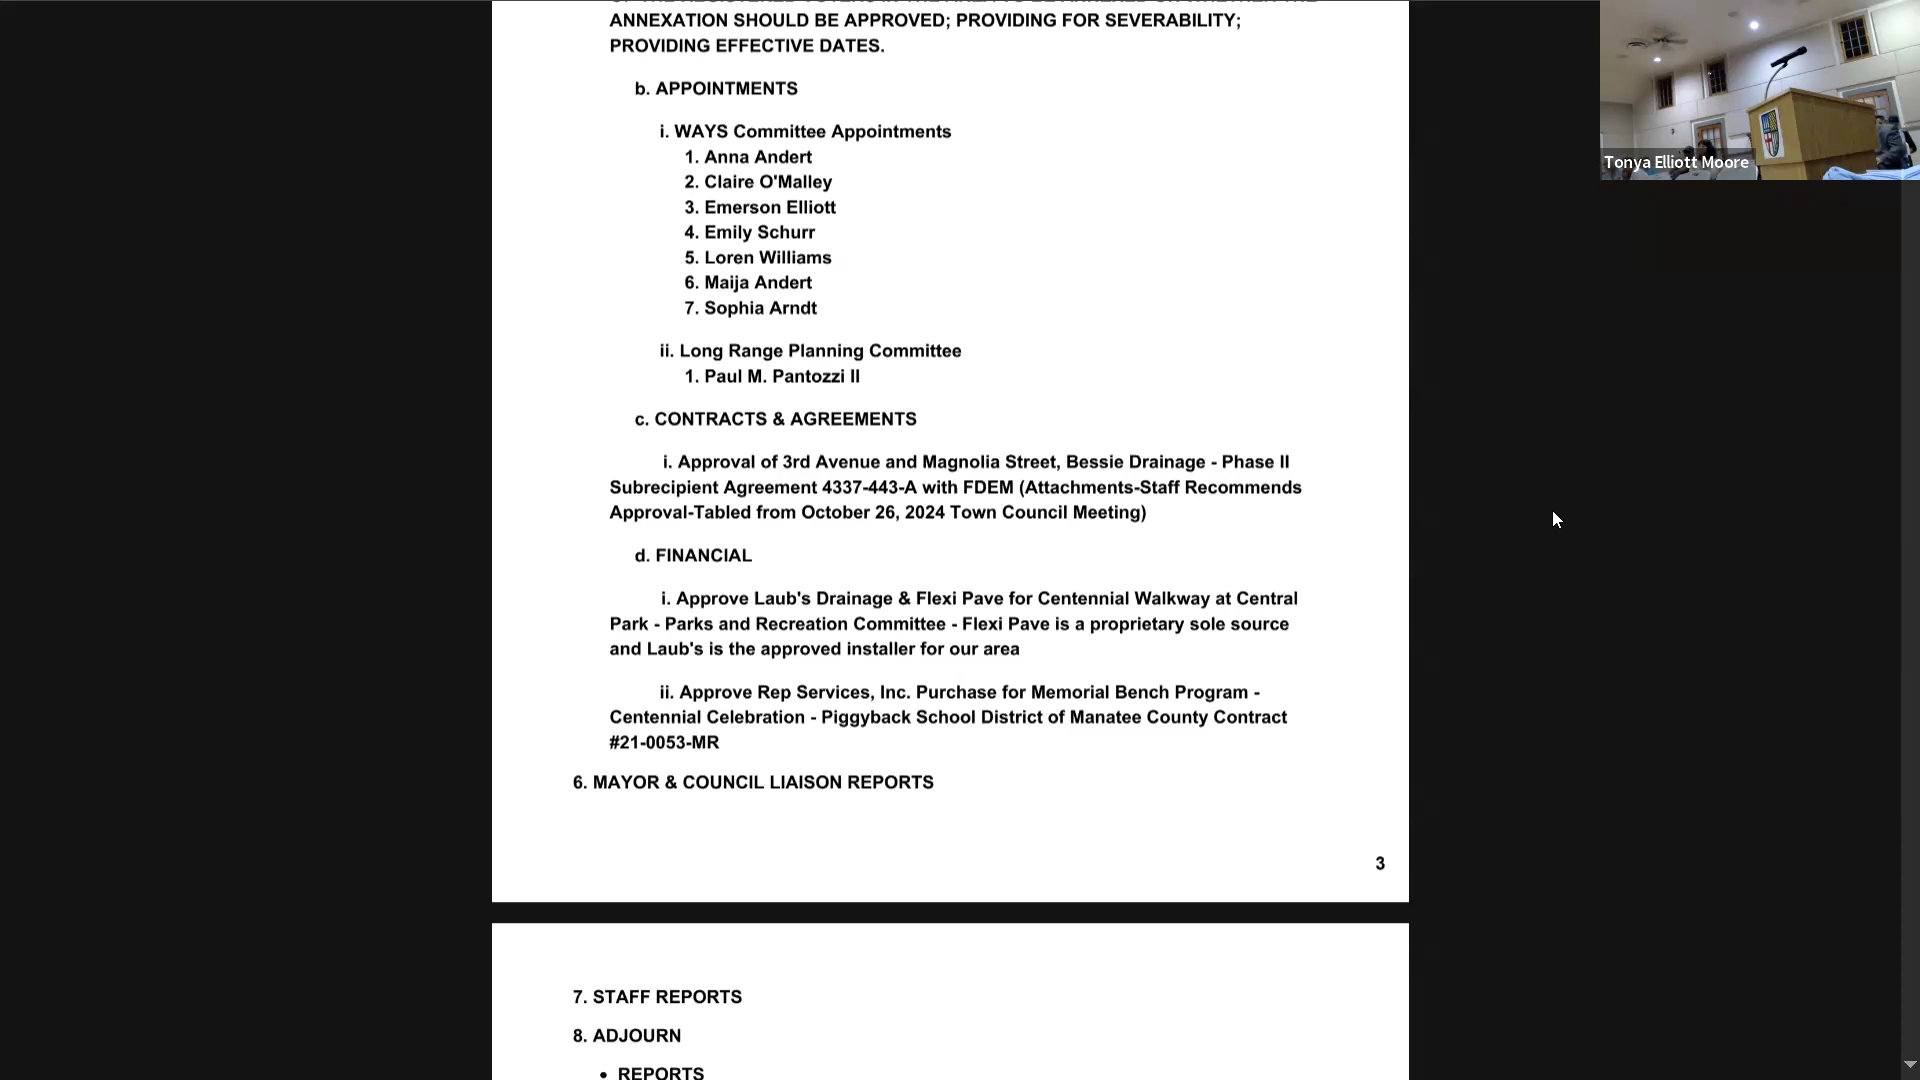 ANNEXATION SHOULD BE APPROVED; PROVIDING FOR SEVERABILITY;
PROVIDING EFFECTIVE DATES.
b. APPOINTMENTS
i. WAYS Committee Appointments
1. Anna Andert
2. Claire O'Malley
3. Emerson Elliott
4. Emily Schurr
5. Loren Williams
6. Maija Andert
7. Sophia Arndt
ii. Long Range Planning Committee
1. Paul M. Pantozzi II
c. CONTRACTS & AGREEMENTS
i. Approval of 3rd Avenue and Magnolia Street, Bessie Drainage - Phase II
Subrecipient Agreement 4337-443-A with FDEM (Attachments-Staff Recommends
Approval-Tabled from October 26, 2024 Town Council Meeting)
d. FINANCIAL
i. Approve Laub's Drainage & Flexi Pave for Centennial Walkway at Central
Park - Parks and Recreation Committee - Flexi Pave is a proprietary sole source
and Laub's is the approved installer for our area
ii. Approve Rep Services, Inc. Purchase for Memorial Bench Program -
Centennial Celebration - Piggyback School District of Manatee County Contract
#21-0053-MR
6. MAYOR & COUNCIL LIAISON REPORTS
3
7. STAFF REPORTS
8. ADJOURN
• REPORTS
Tonya Elliott Moore